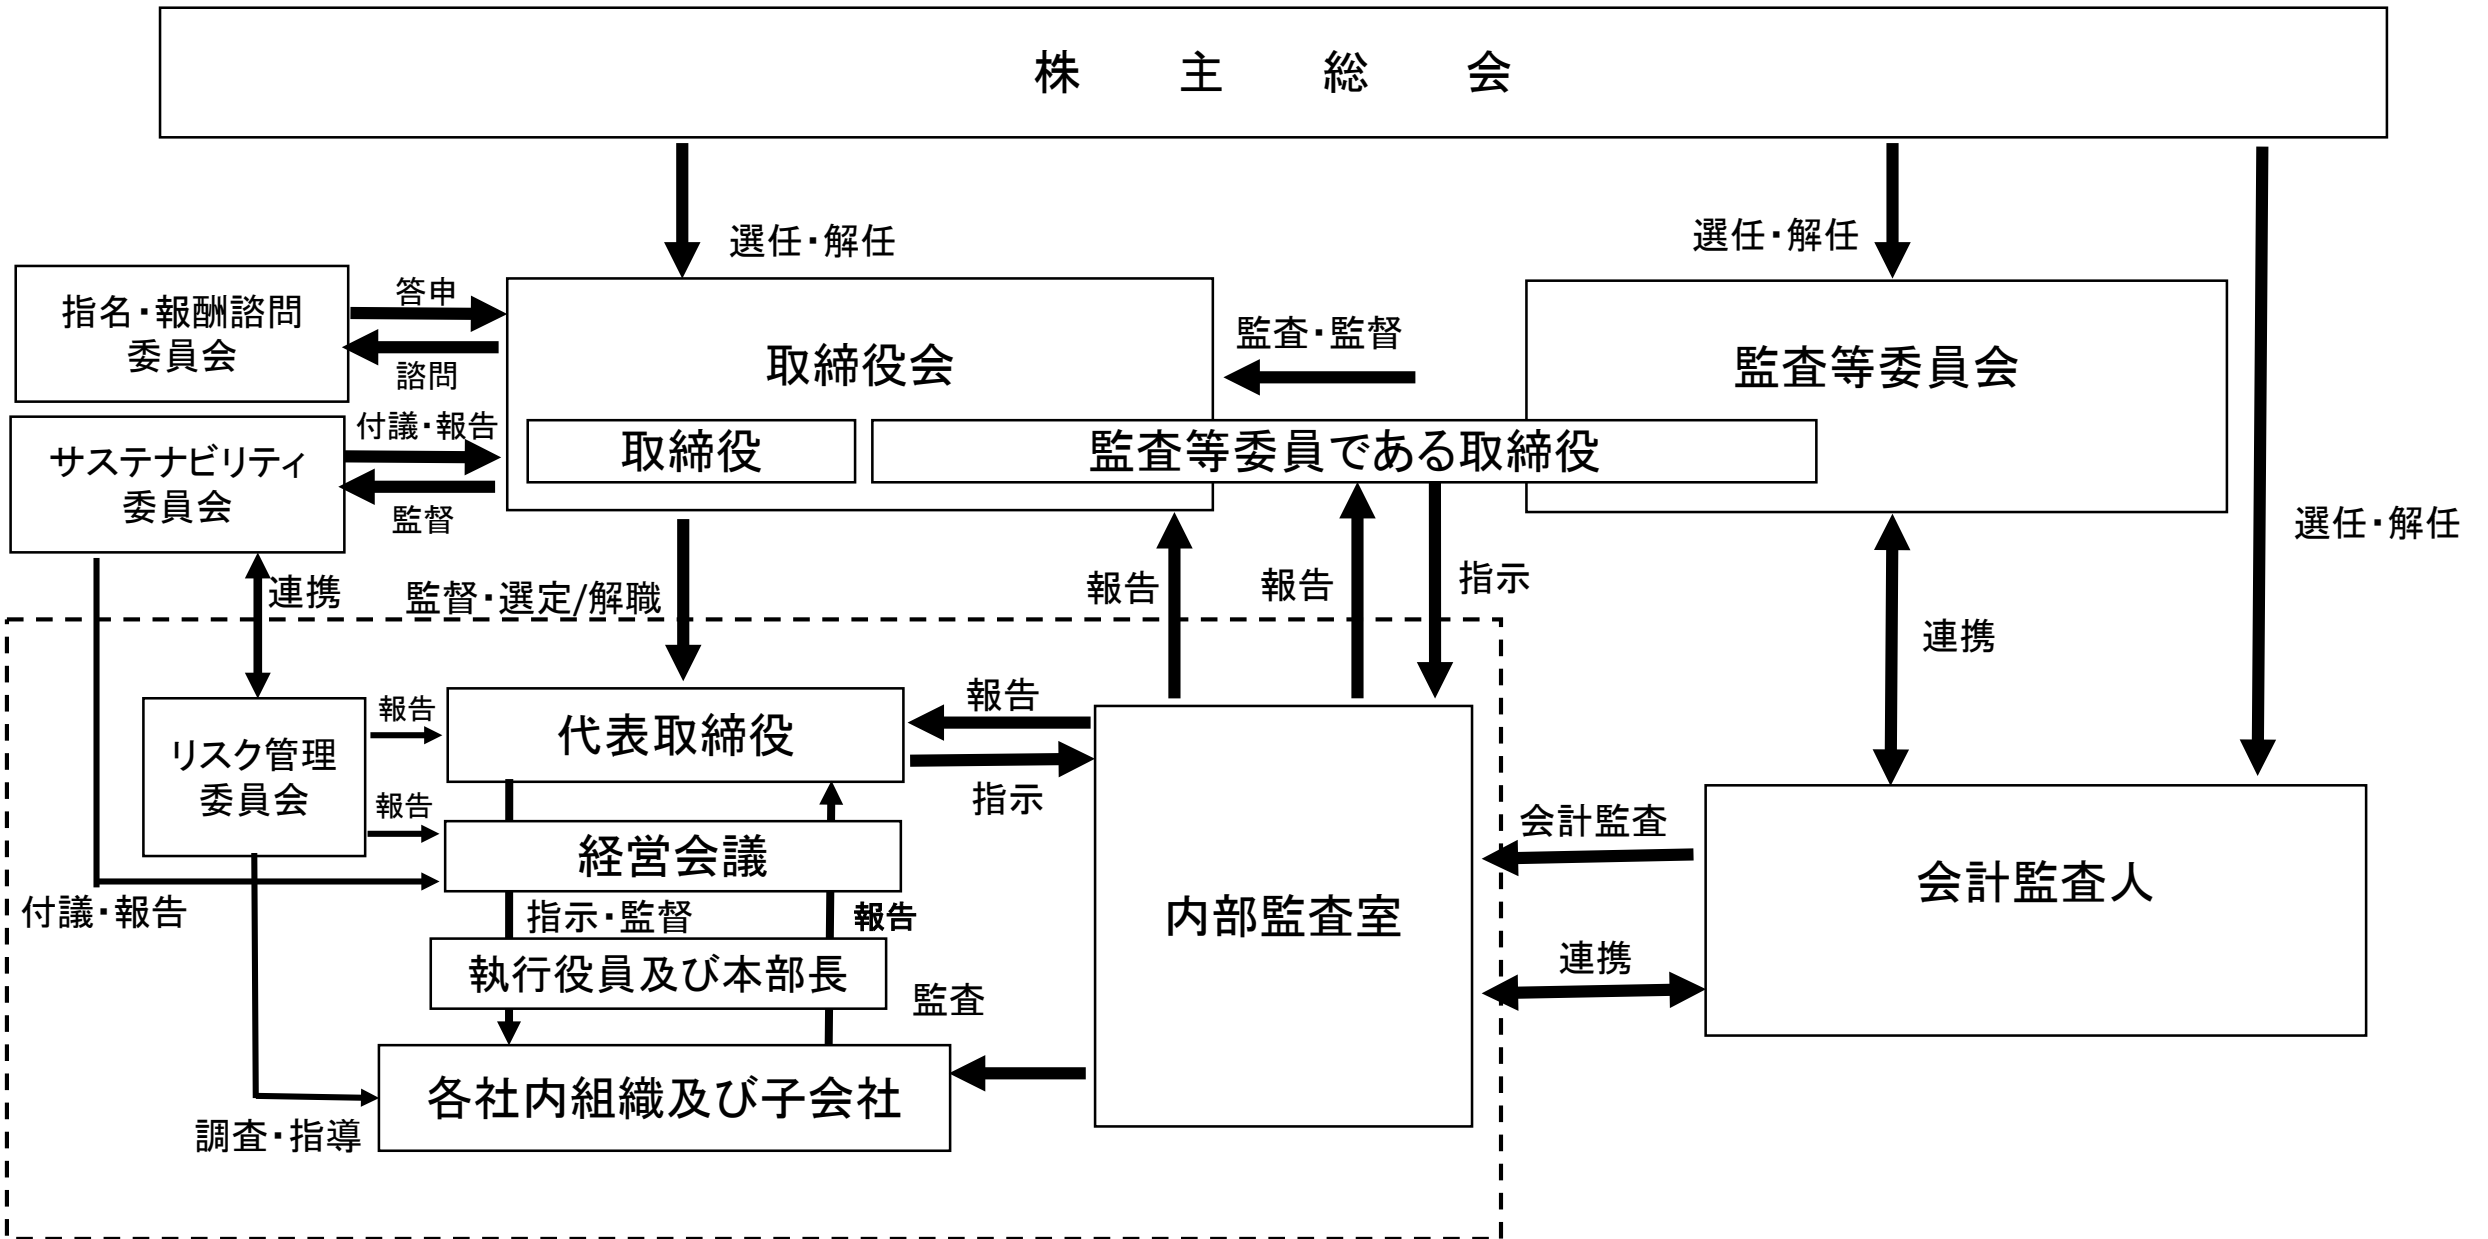 株 主 総 会
選任・解任
選任・解任
指名・報酬諮問
委員会
答申
諮問
取締役会
監査・監督
監査等委員会
サステナビリティ
委員会
付議・報告
監督
取締役
監査等委員である取締役
選任・解任
連携
監督・選定/解職
報告
報告
指示
連携
リスク管理
委員会
報告
報告
代表取締役
報告
指示
経営会議
会計監査
会計監査人
内部監査室
付議・報告
指示・監督
報告
連携
執行役員及び本部長
監査
各社内組織及び子会社
調査・指導